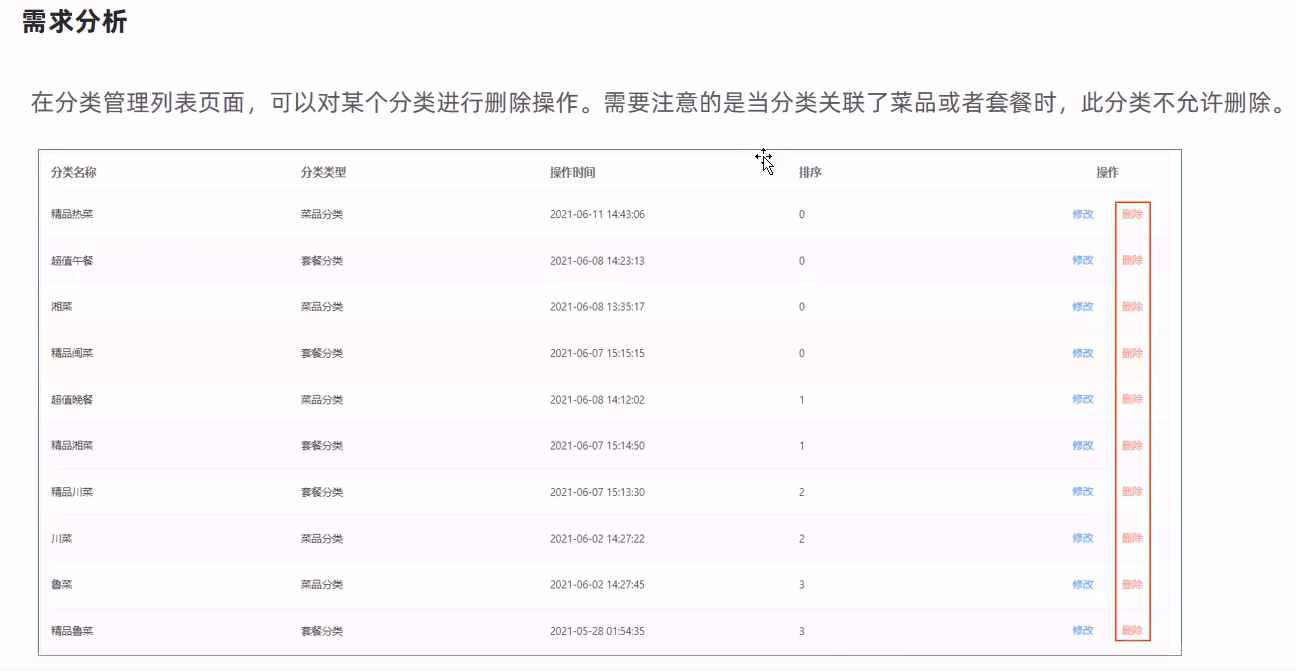 需求分析
在分类管理列表页面，可以对某个分类进行删除操作。需要注意的是当分类关联了菜品或者套餐时，此分类不允许删除。
分类名称 分类类型 操作时间 排序 操作
精品热菜 菜品分类 2021-06-11 14:43:06 0 修改 删除
超值午餐 套餐分类 2021-06-08 14:23:13 0 修改 删除
湘菜 菜品分类 2021-06-08 13:35:17 0 修改 删除
精品闽菜 套餐分类 2021-06-07 15:15:15 0 修改 删除
超值晚餐 菜品分类 2021-06-08 14:12:02 1 修改 删除
精品湘菜 套餐分类 2021-06-07 15:14:50 1 修改 删除
精品川菜 套餐分类 2021-06-07 15:13:30 2 修改 删除
川菜 菜品分类 2021-06-02 14:27:22 2 修改 删除
鲁菜 菜品分类 2021-06-02 14:27:45 3 修改 删除
精品鲁菜 套餐分类 2021-05-28 01:54:35 3 修改 删除